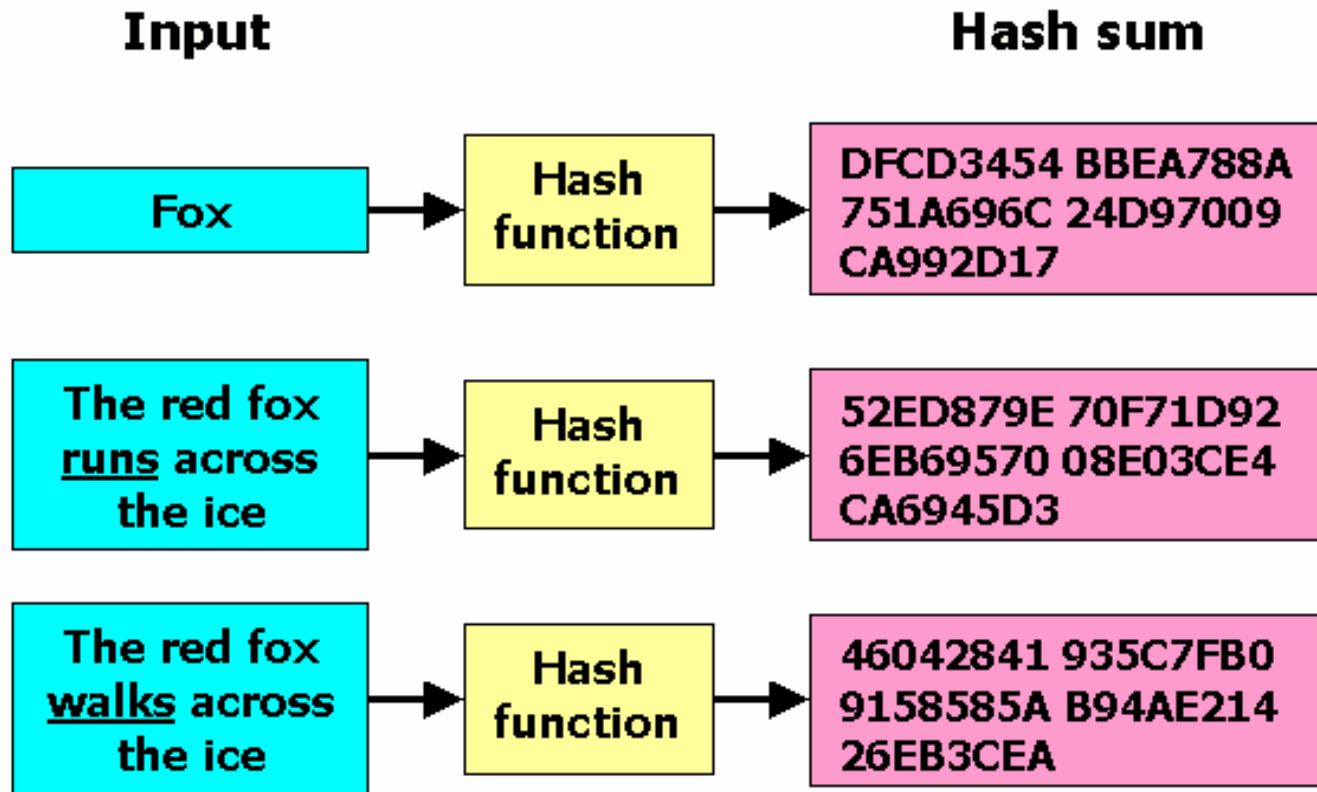 Input
Hash sum
Fox
Hash
function
DFCD3454 BBEA788A
751A696C 24D97009
CA992D17
The red fox
runs across
the ice
Hash
function
52ED879E 70F71D92
6EB69570 08E03CE4
CA6945D3
The red fox
walks across
the ice
Hash
function
46042841 935C7FB0
9158585A B94AE214
26EB3CEA